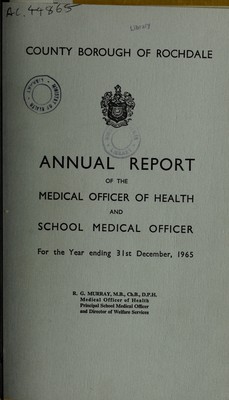 AC. 44865
COUNTY BOROUGH OF ROCHDALE
ANNUAL REPORT
OF THE
MEDICAL OFFICER OF HEALTH
AND
SCHOOL MEDICAL OFFICER
For the Year ending 31st December, 1965
R. G. MURRAY, M.B., Ch.B., D.P.H.
Medical Officer of Health
Principal School Medical Officer
and Director of Welfare Services